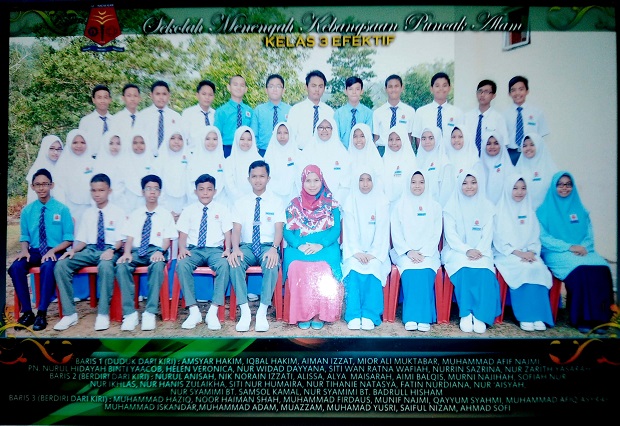 Sekolah Menengah Kebangsaan Puncak Alam
KELAS 3 EFEKTIF
BARIS 1 (DUDUK DARI KIRI) : AMSYAR HAKIM, IQBAL HAKIM, AIMAN IZZAT, MIOR ALI MUKTABAR, MUHAMMAD AFIF NAJMI,
PN. NURUL HIDAYAH BINTI YAACOB, HELEN VERONICA, NUR WIDAD DAYYANA, SITI WAN RATNA WAFIAH, NURRIN SAZRINA, NUR ZARITH
BARIS 2 (BERDIRI DARI KIRI) : NURUL ANISAH, NIK NORAIN IZZATI, ALISSA, ALYA MAISARAH, AIMI BALQIS, MURNI NAJIHAH, SOFIAH NUR
NUR IKHLAS, NUR HANIS ZULAIKHA, SITI NUR HUMAIRA, NUR TIHANIE NATASYA, FATIN NURDIANA, NUR 'AISYAH,
NUR SYAMIMI BT. SAMSOL KAMAL, NUR SYAMIMI BT. BADRULL HISHAM
BARIS 3 (BERDIRI DARI KIRI) : MUHAMMAD HAZIQ, NOOR HAIMAN SHAH, MUHAMMAD FIRDAUS, MUNIF NAJMI, QAYYUM SYAHMI, MUHAMMAD
MUHAMMAD ISKANDAR, MUHAMMAD ADAM, MUAZZAM, MUHAMAD YUSRI, SAIFUL NIZAM, AHMAD SOFI